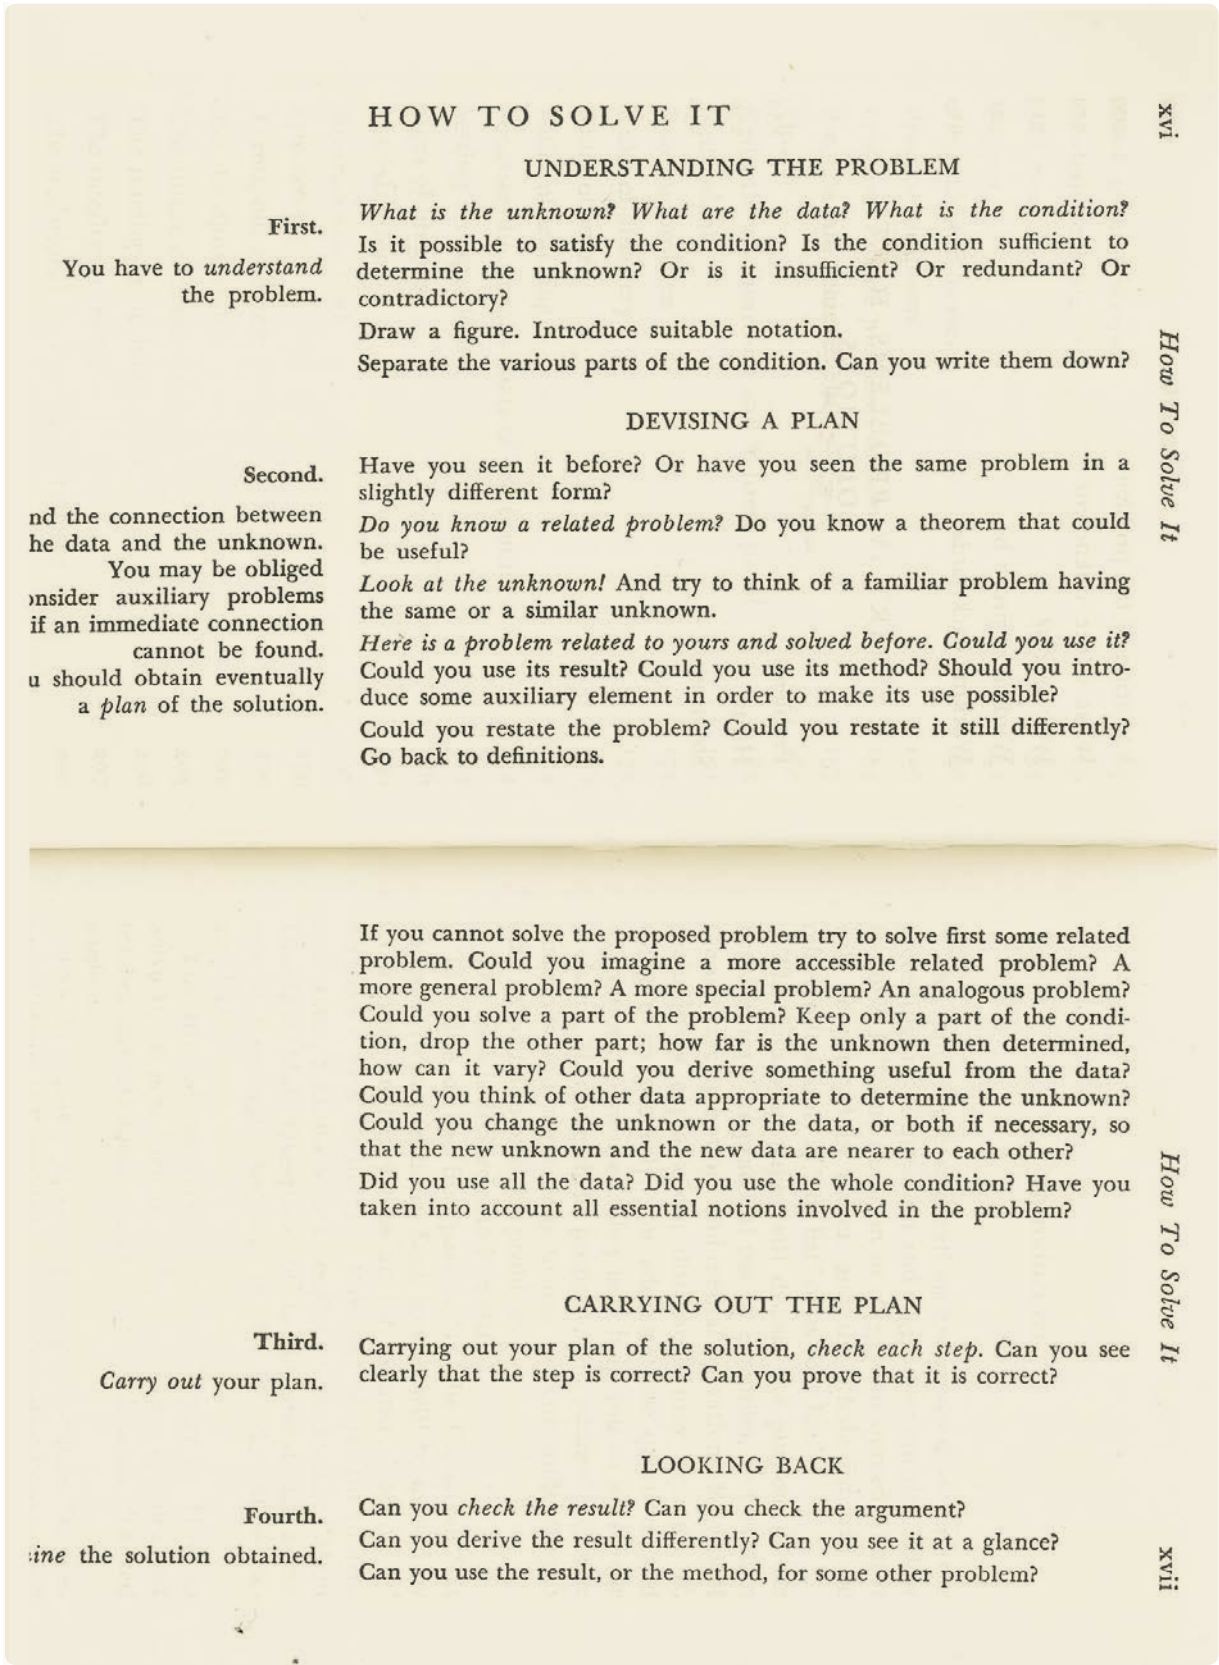 HOW TO SOLVE IT
xvi
UNDERSTANDING THE PROBLEM
First.
You have to understand
the problem.
What is the unknown? What are the data? What is the condition?
Is it possible to satisfy the condition? Is the condition sufficient to
determine the unknown? Or is it insufficient? Or redundant? Or
contradictory?
Draw a figure. Introduce suitable notation.
Separate the various parts of the condition. Can you write them down?
How To Solve It
DEVISING A PLAN
Second.
nd the connection between
he data and the unknown.
You may be obliged
onsider auxiliary problems
if an immediate connection
cannot be found.
u should obtain eventually
a plan of the solution.
Have you seen it before? Or have you seen the same problem in a
slightly different form?
Do you know a related problem? Do you know a theorem that could
be useful?
Look at the unknown! And try to think of a familiar problem having
the same or a similar unknown.
Here is a problem related to yours and solved before. Could you use it?
Could you use its result? Could you use its method? Should you intro-
duce some auxiliary element in order to make its use possible?
Could you restate the problem? Could you restate it still differently?
Go back to definitions.
If you cannot solve the proposed problem try to solve first some related
problem. Could you imagine a more accessible related problem? A
more general problem? A more special problem? An analogous problem?
Could you solve a part of the problem? Keep only a part of the condi-
tion, drop the other part; how far is the unknown then determined,
how can it vary? Could you derive something useful from the data?
Could you think of other data appropriate to determine the unknown?
Could you change the unknown or the data, or both if necessary, so
that the new unknown and the new data are nearer to each other?
Did you use all the data? Did you use the whole condition? Have you
taken into account all essential notions involved in the problem?
How To Solve It
CARRYING OUT THE PLAN
Third.
Carry out your plan.
Carrying out your plan of the solution, check each step. Can you see
clearly that the step is correct? Can you prove that it is correct?
LOOKING BACK
Fourth.
ine the solution obtained.
Can you check the result? Can you check the argument?
Can you derive the result differently? Can you see it at a glance?
Can you use the result, or the method, for some other problem?
xvii